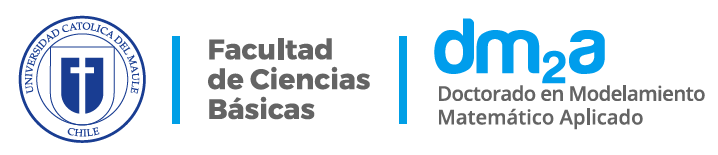 UNIVERSIDAD CATOLICA DEL MAULE
CHILE
Facultad
de Ciencias
Básicas
dm2a
Doctorado en Modelamiento
Matemático Aplicado